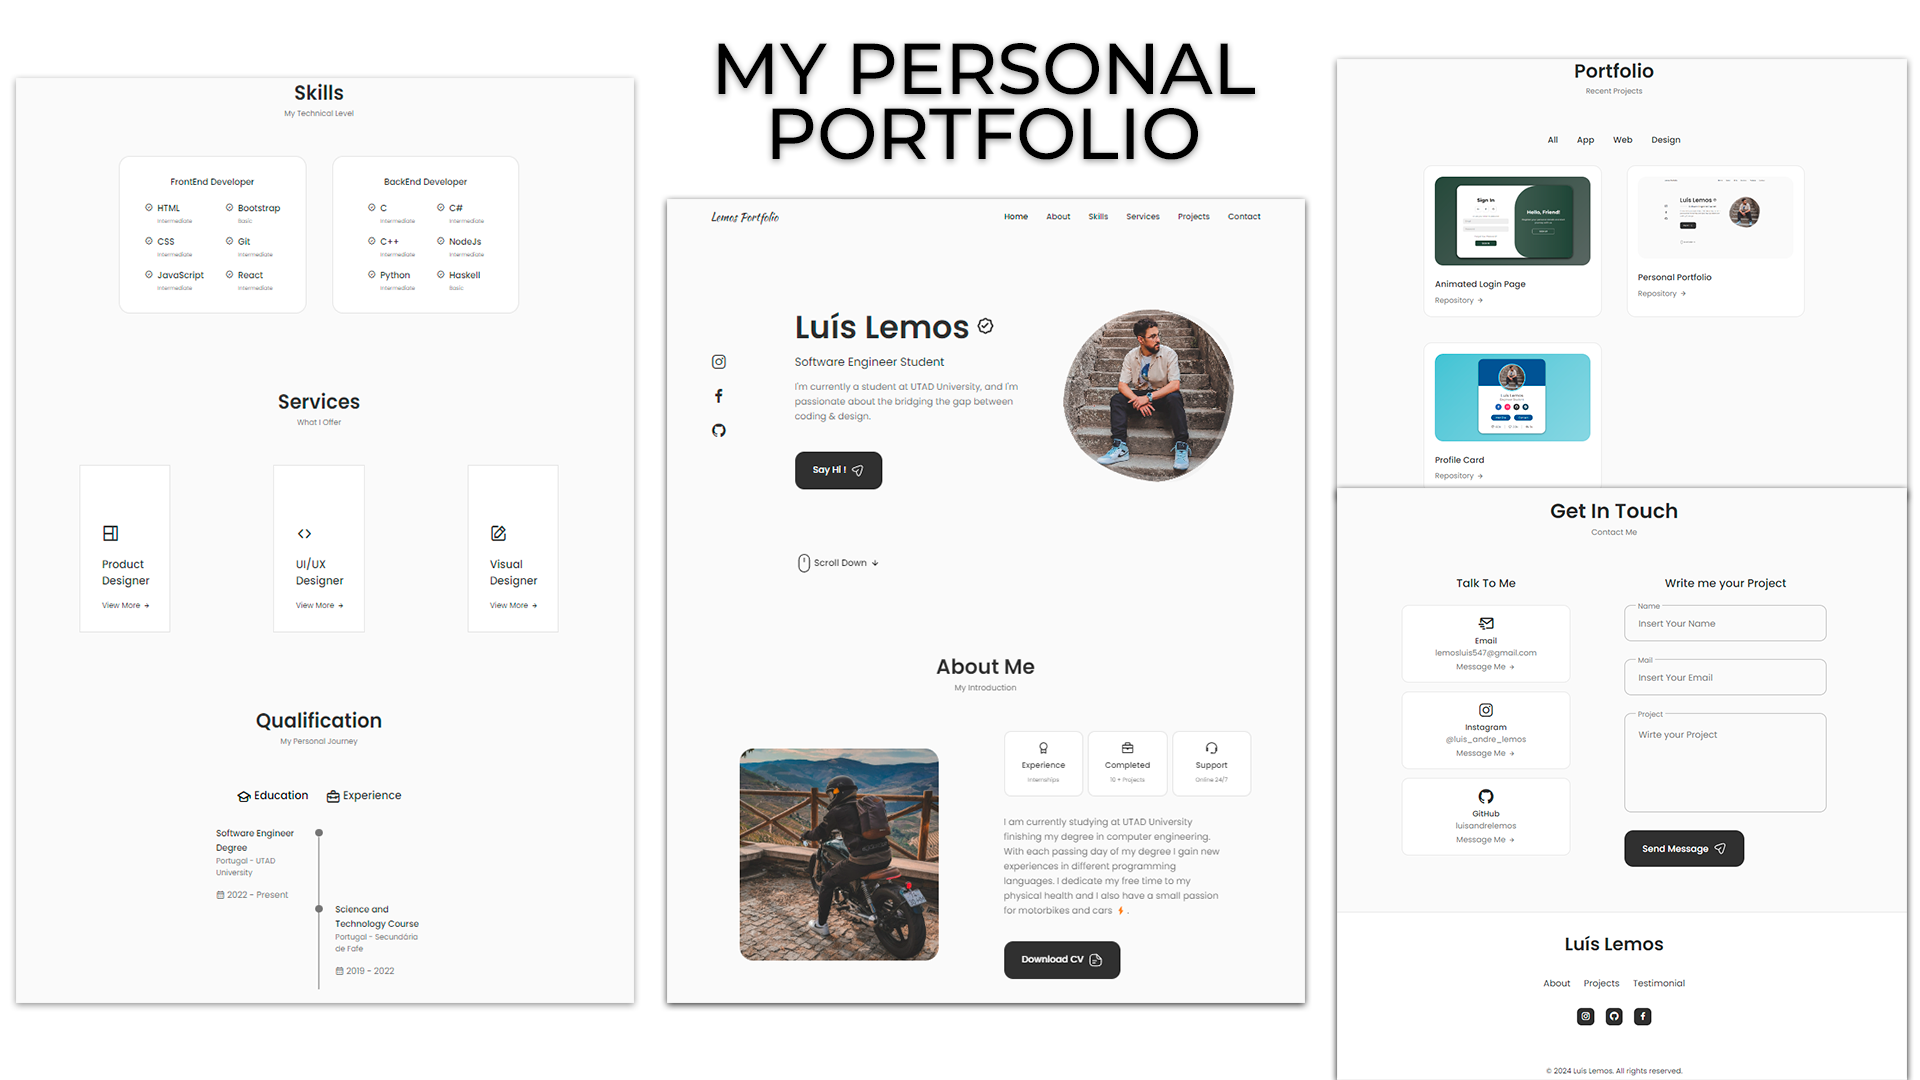 MY PERSONAL
PORTFOLIO
Skills
My Technical Level
FrontEnd Developer
HTML
Intermediate
Bootstrap
Basic
CSS
Intermediate
Git
Intermediate
JavaScript
Intermediate
React
Intermediate
BackEnd Developer
C
Intermediate
C#
Intermediate
C++
Intermediate
NodeJs
Intermediate
Python
Intermediate
Haskell
Basic
Services
What I Offer
Product
Designer
View More
UI/UX
Designer
View More
Visual
Designer
View More
Qualification
My Personal Journey
Education
Experience
Software Engineer
Degree
Portugal - UTAD
University
2022 - Present
Science and
Technology Course
Portugal - Secundária
de Fafe
2019 - 2022
Lemos Portfolio
Home About Skills Services Projects Contact
Luís Lemos
Software Engineer Student
I'm currently a student at UTAD University, and I'm
passionate about the bridging the gap between
coding & design.
Say Hi !
Scroll Down
About Me
My Introduction
Experience
Internships
Completed
10 + Projects
Support
Online 24/7
I am currently studying at UTAD University
finishing my degree in computer engineering.
With each passing day of my degree I gain new
experiences in different programming
languages. I dedicate my free time to my
physical health and I also have a small passion
for motorbikes and cars ⚡.
Download CV
Portfolio
Recent Projects
All App Web Design
Sign In
Hello, Friend!
Animated Login Page
Repository
Luís Lemos
Personal Portfolio
Repository
Luís Lemos
Profile Card
Repository
Get In Touch
Contact Me
Talk To Me
Email
lemosluis547@gmail.com
Message Me
Instagram
@luis_andre_lemos
Message Me
GitHub
luisandrelemos
Message Me
Write me your Project
Name
Insert Your Name
Mail
Insert Your Email
Project
Wirte your Project
Send Message
Luís Lemos
About Projects Testimonial
© 2024 Luís Lemos. All rights reserved.